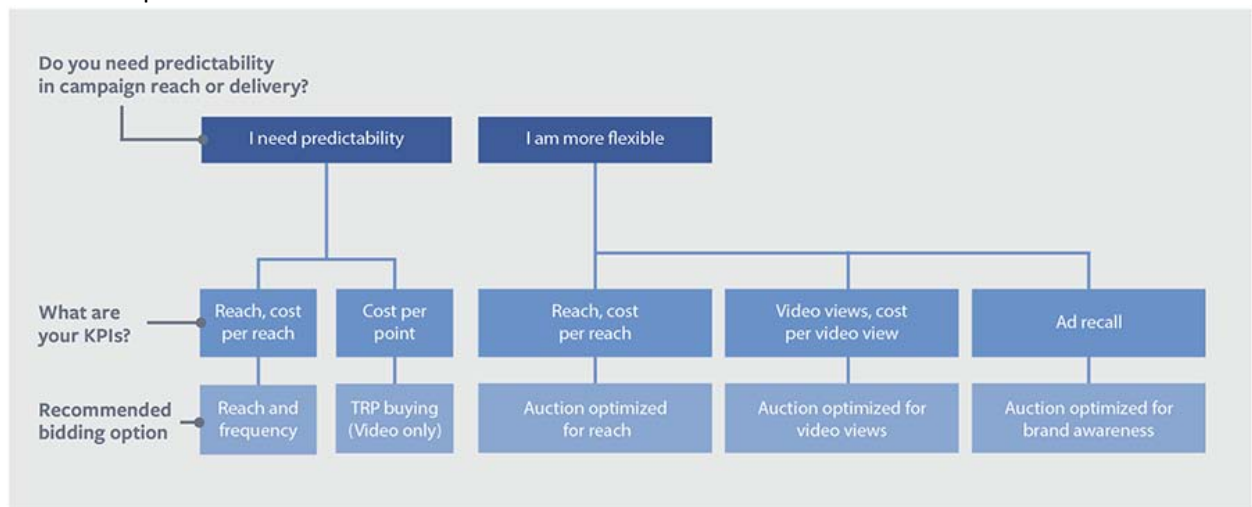 Do you need predictability
in campaign reach or delivery?
I need predictability
I am more flexible
What are
your KPIs?
Reach, cost
per reach
Cost per
point
Reach, cost
per reach
Video views, cost
per video view
Ad recall
Recommended
bidding option
Reach and
frequency
TRP buying
(Video only)
Auction optimized
for reach
Auction optimized for
video views
Auction optimized for
brand awareness